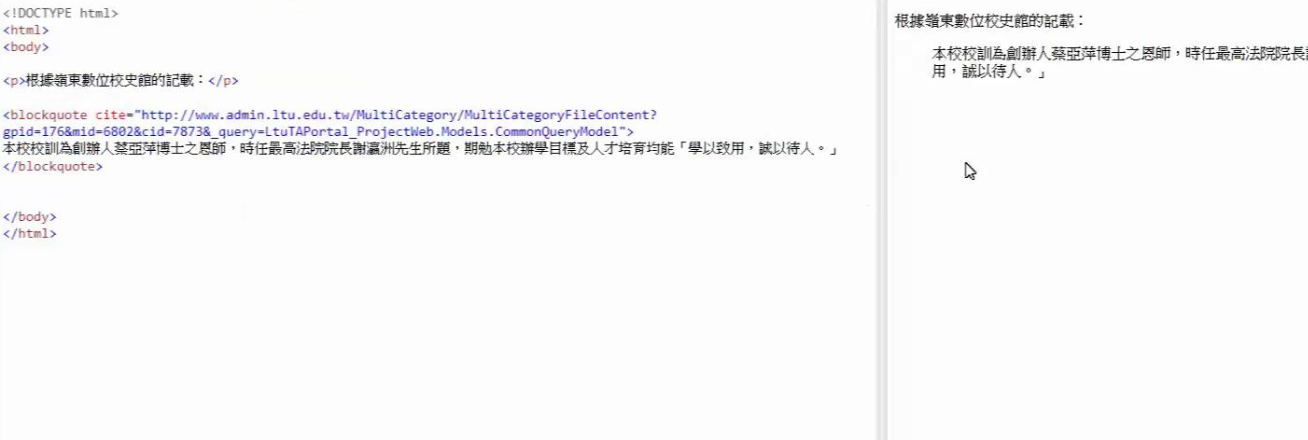 <!DOCTYPE html>
<html>
<body>
<p>根據嶺東數位校史館的記載：</p>
<blockquote cite="http://www.admin.ltu.edu.tw/MultiCategory/MultiCategoryFileContent?
gpid=176&mid=6802&cid=7873&_query=LtuTAPortal_ProjectWeb.Models.CommonQueryModel">
本校校訓為創辦人蔡亞萍博士之恩師，時任最高法院院長謝瀛洲先生所題，期勉本校辦學目標及人才培育均能「學以致用，誠以待人。」
</blockquote>
</body>
</html>
根據嶺東數位校史館的記載：
本校校訓為創辦人蔡亞萍博士之恩師，時任最高法院院長
用，誠以待人。」